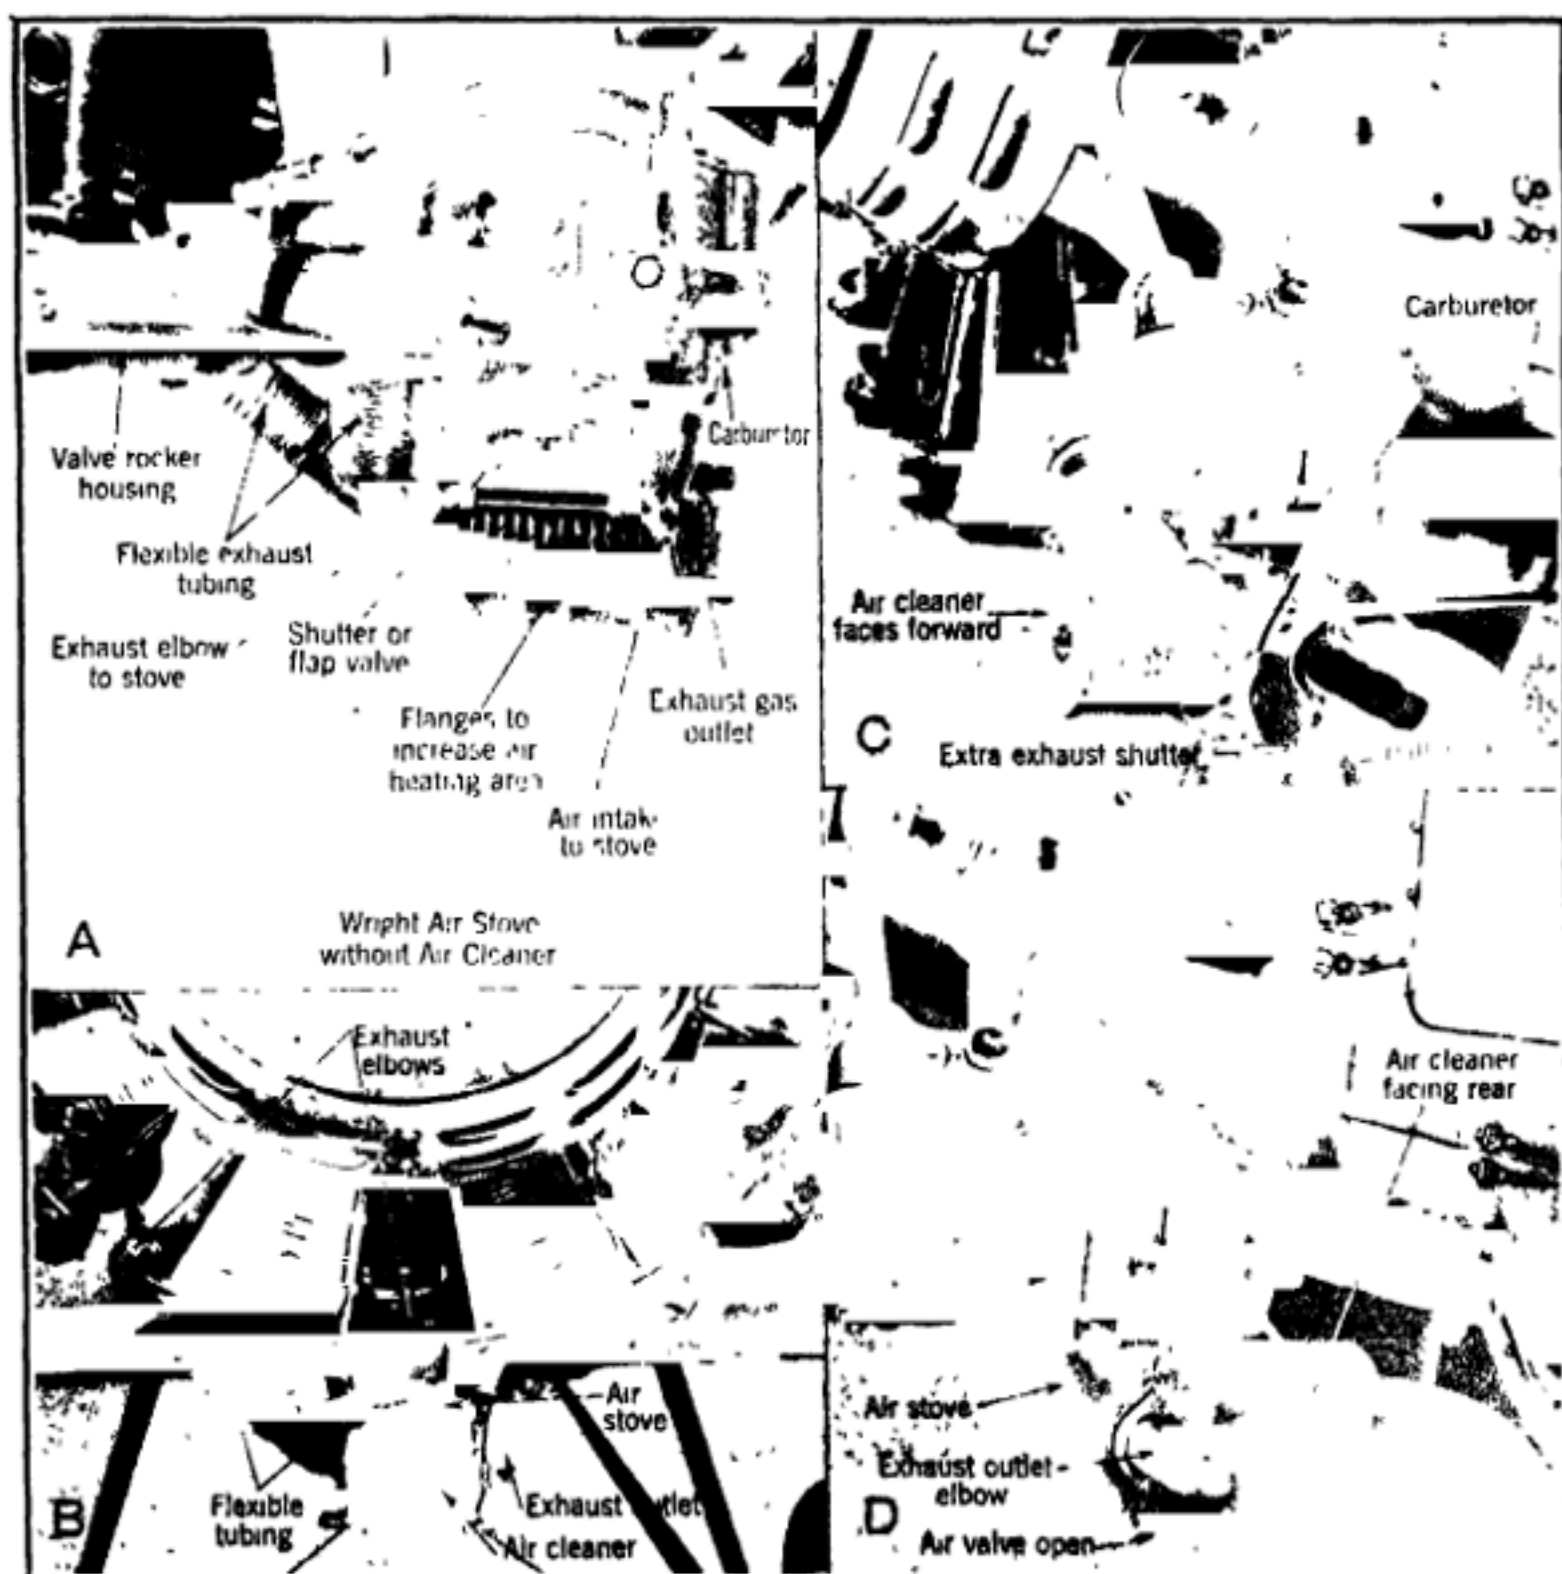 Carburetor
Valve rocker
housing
Flexible exhaust
tubing
Exhaust elbow
to stove
Shutter or
flap valve
Flanges to
increase air
heating area
Exhaust gas
outlet
Air intake
to stove
A
Wright Air Stove
without Air Cleaner
Exhaust
elbows
Air
stove
Flexible
tubing
Exhaust outlet
Air cleaner
B
Carburetor
Air cleaner
faces forward
C
Extra exhaust shutter
Air cleaner
facing rear
Air stove
Exhaust outlet
elbow
D
Air valve open